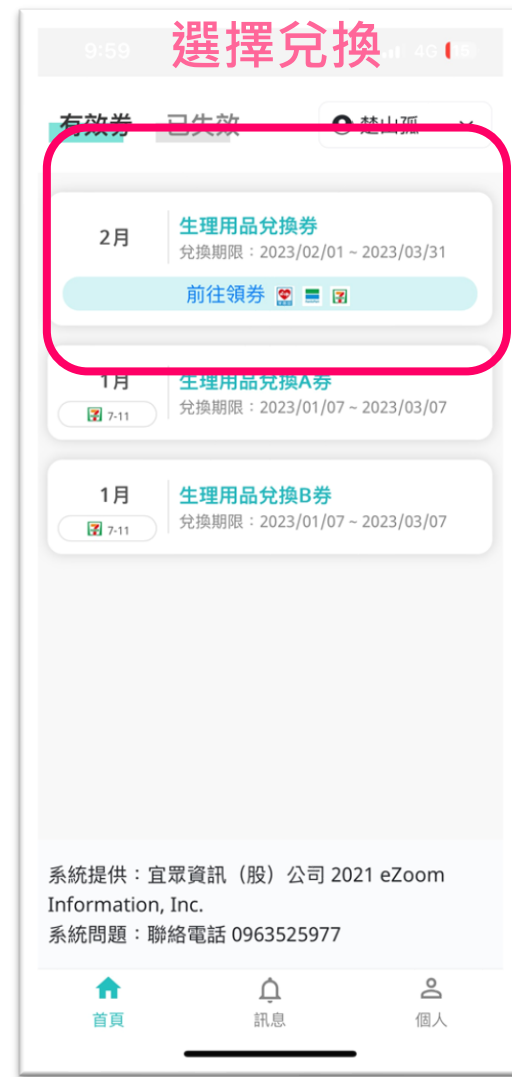 選擇兌換
9:59 4G
有效券 已失效 楚山孤
2月
生理用品兌換券
兌換期限：2023/02/01 ~ 2023/03/31
前往領券
1月
7-11
生理用品兌換A券
兌換期限：2023/01/07 ~ 2023/03/07
1月
7-11
生理用品兌換B券
兌換期限：2023/01/07 ~ 2023/03/07
系統提供：宜眾資訊（股）公司 2021 eZoom
Information, Inc.
系統問題：聯絡電話 0963525977
首頁 訊息 個人